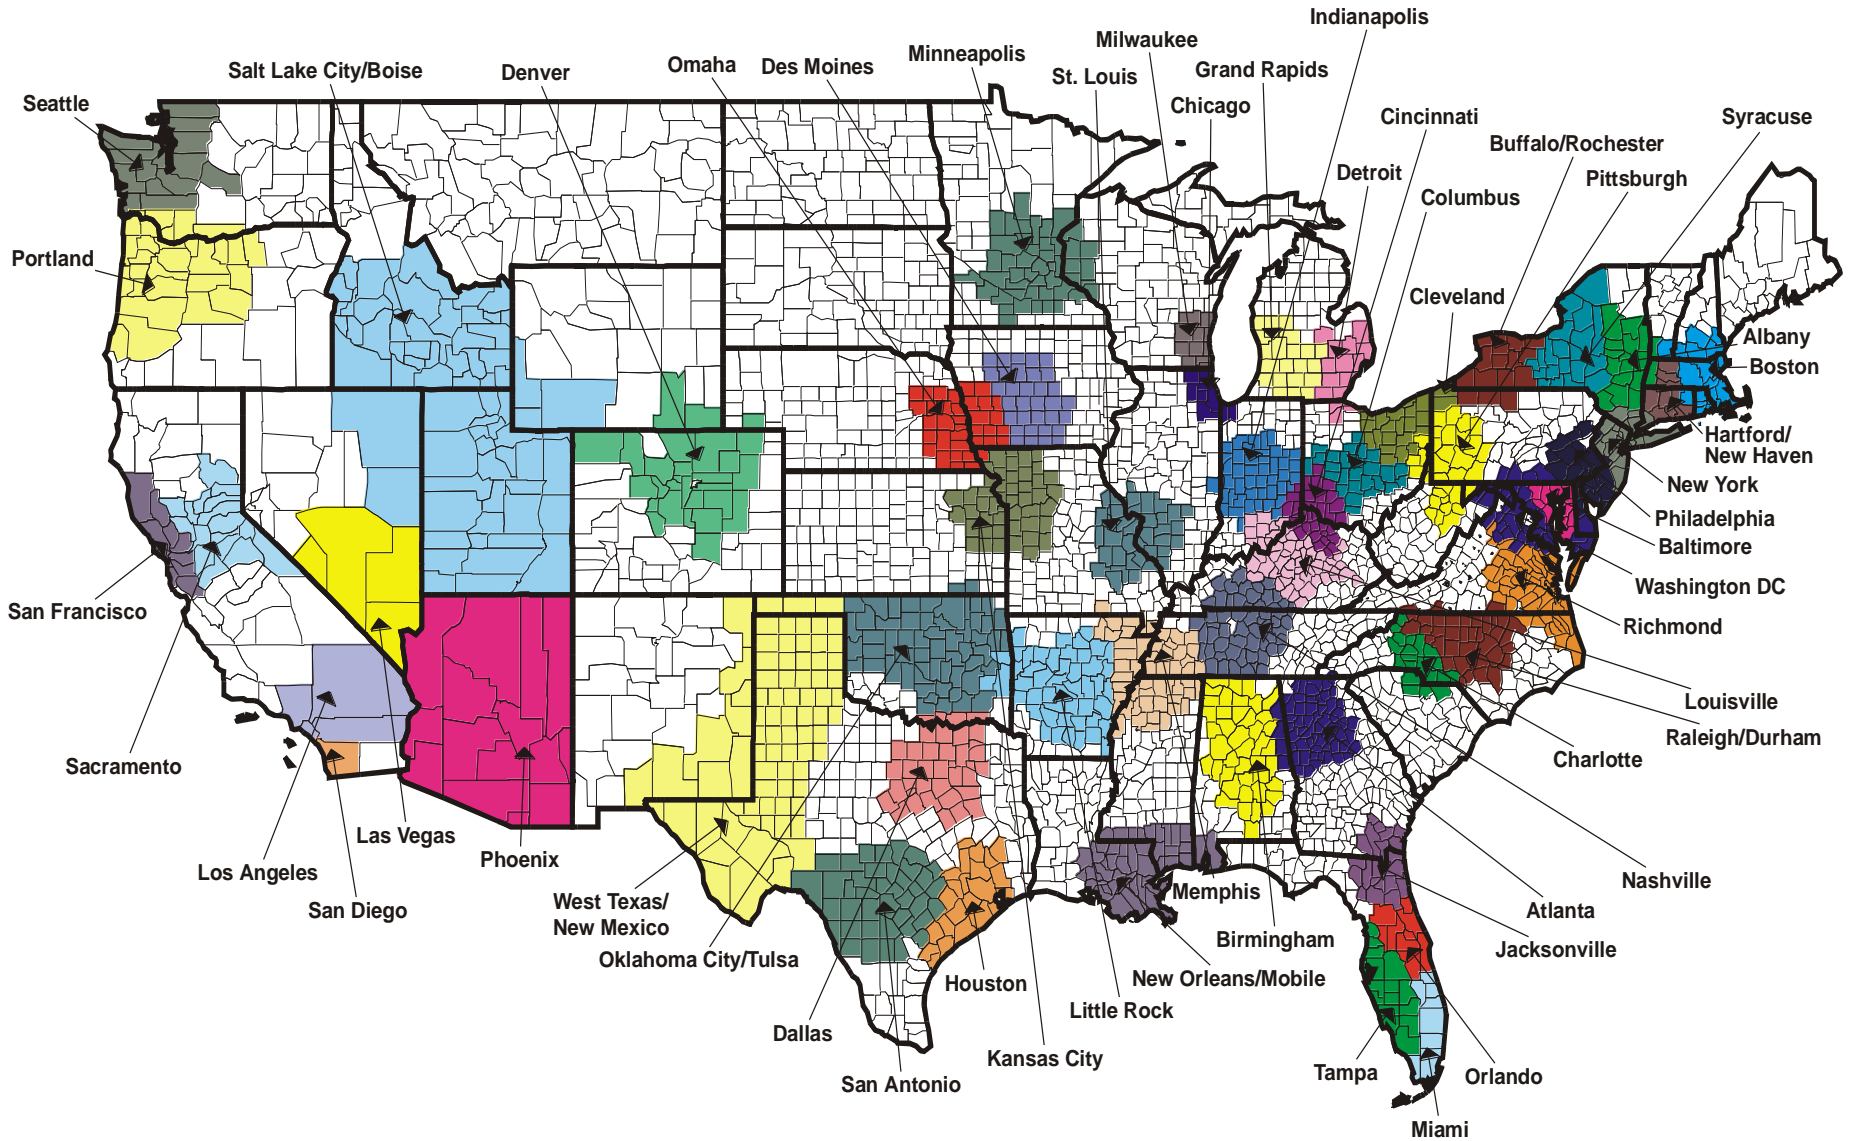 Indianapolis
Milwaukee
Minneapolis
Omaha
Des Moines
St. Louis
Grand Rapids
Salt Lake City/Boise
Denver
Seattle
Chicago
Cincinnati
Syracuse
Buffalo/Rochester
Detroit
Pittsburgh
Columbus
Portland
Cleveland
Albany
Boston
Hartford/
New Haven
New York
Philadelphia
Baltimore
Washington DC
San Francisco
Richmond
Louisville
Raleigh/Durham
Charlotte
Sacramento
Las Vegas
Phoenix
Los Angeles
San Diego
West Texas/
New Mexico
Oklahoma City/Tulsa
Memphis
Nashville
Atlanta
Birmingham
Jacksonville
New Orleans/Mobile
Houston
Little Rock
Dallas
Kansas City
San Antonio
Tampa
Orlando
Miami